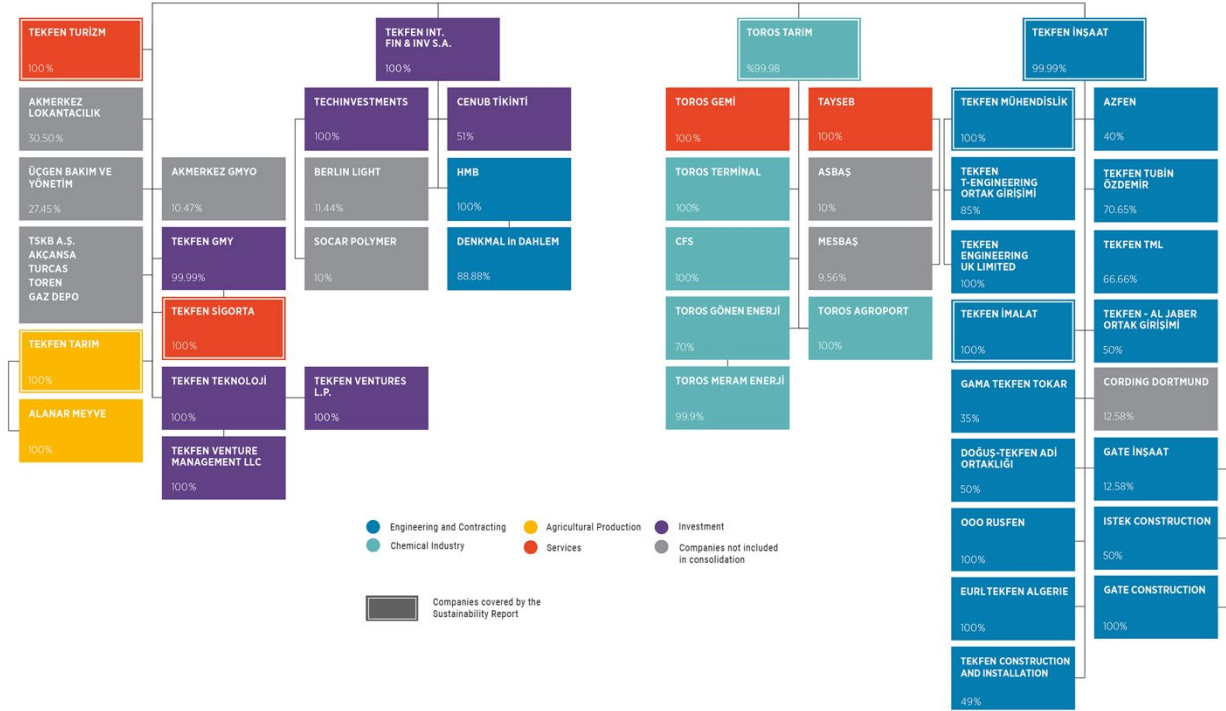 TEKFEN TURİZM
100%
AKMERKEZ
LOKANTACILIK
30.50%
ÜÇGEN BAKIM VE
YÖNETİM
27.45%
TSKB A.Ş.
AKÇANSA
TURCAS
TOREN
GAZ DEPO
TEKFEN TARIM
100%
ALANAR MEYVE
100%
AKMERKEZ GMYO
10.47%
TEKFEN GMY
99.99%
TEKFEN SİGORTA
100%
TEKFEN TEKNOLOJİ
100%
TEKFEN VENTURE
MANAGEMENT LLC
100%
TEKFEN INT.
FIN & INV S.A.
100%
TECHINVESTMENTS
100%
BERLIN LIGHT
11.44%
SOCAR POLYMER
10%
CENUB TİKİNTİ
51%
HMB
100%
DENKMAL in DAHLEM
88.88%
TEKFEN VENTURES
L.P.
100%
TOROS TARIM
%99.98
TOROS GEMİ
100%
TOROS TERMİNAL
100%
CFS
100%
TOROS GÖNEN ENERJİ
70%
TOROS MERAM ENERJİ
99.9%
TAYSEB
100%
ASBAŞ
10%
MESBAŞ
9.56%
TOROS AGROPORT
100%
TEKFEN İNŞAAT
99.99%
TEKFEN MÜHENDİSLİK
100%
TEKFEN
T-ENGINEERING
ORTAK GİRİŞİMİ
85%
TEKFEN
ENGINEERING
UK LIMITED
100%
TEKFEN İMALAT
100%
GAMA TEKFEN TOKAR
35%
DOĞUŞ-TEKFEN ADİ
ORTAKLIĞI
50%
OOO RUSFEN
100%
EURL TEKFEN ALGERIE
100%
TEKFEN CONSTRUCTION
AND INSTALLATION
49%
AZFEN
40%
TEKFEN TUBİN
ÖZDEMİR
70.65%
TEKFEN TML
66.66%
TEKFEN - AL JABER
ORTAK GİRİŞİMİ
50%
CORDING DORTMUND
12.58%
GATE İNŞAAT
12.58%
ISTEK CONSTRUCTION
50%
GATE CONSTRUCTION
100%
Engineering and Contracting
Agricultural Production
Investment
Chemical Industry
Services
Companies not included
in consolidation
Companies covered by the
Sustainability Report